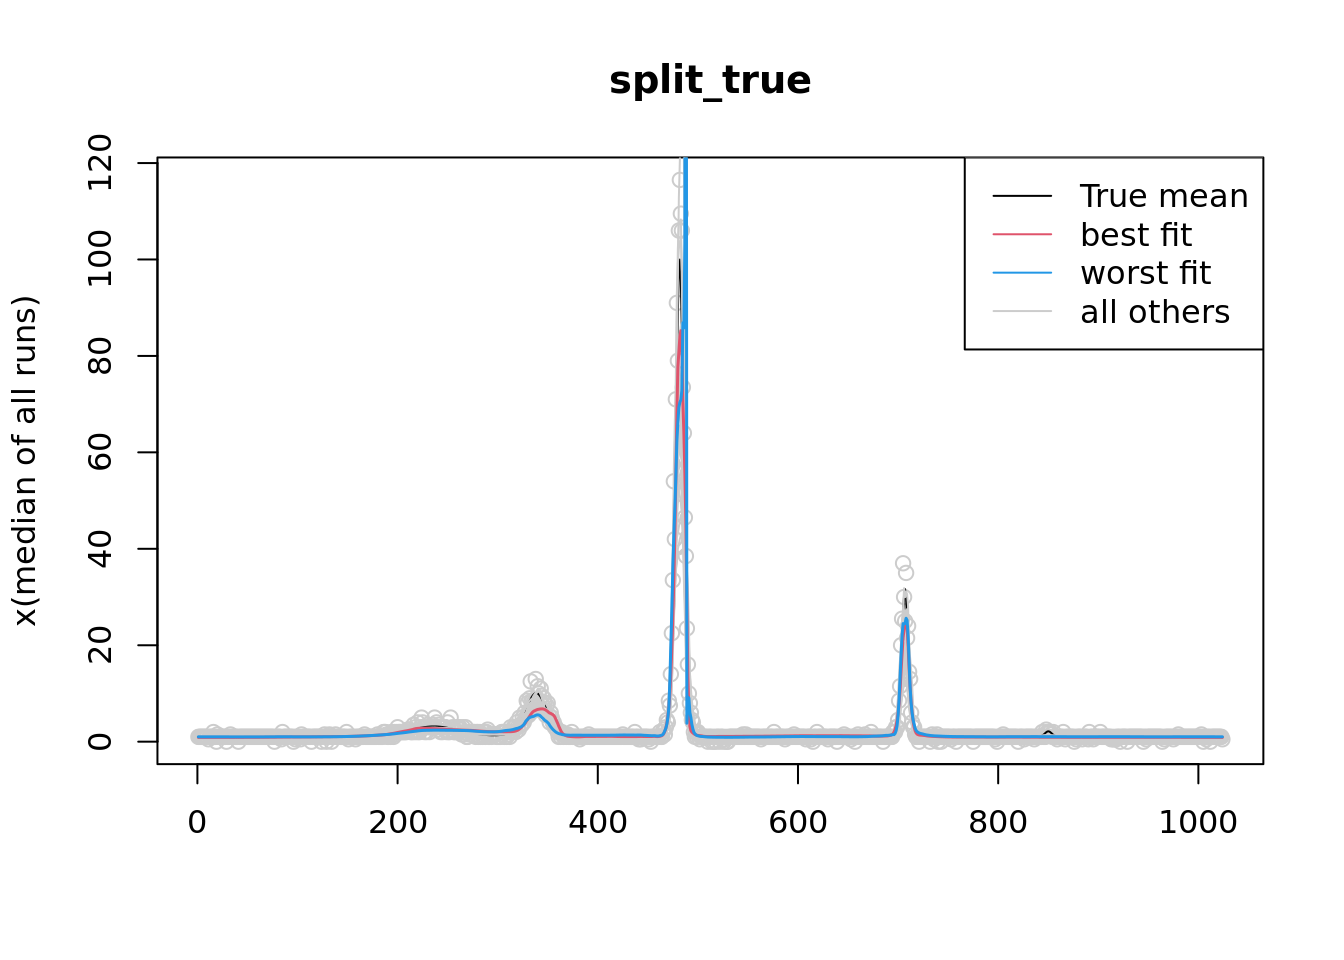 split_true
x(median of all runs)
120
100
80
60
40
20
0
True mean
best fit
worst fit
all others
0 200 400 600 800 1000